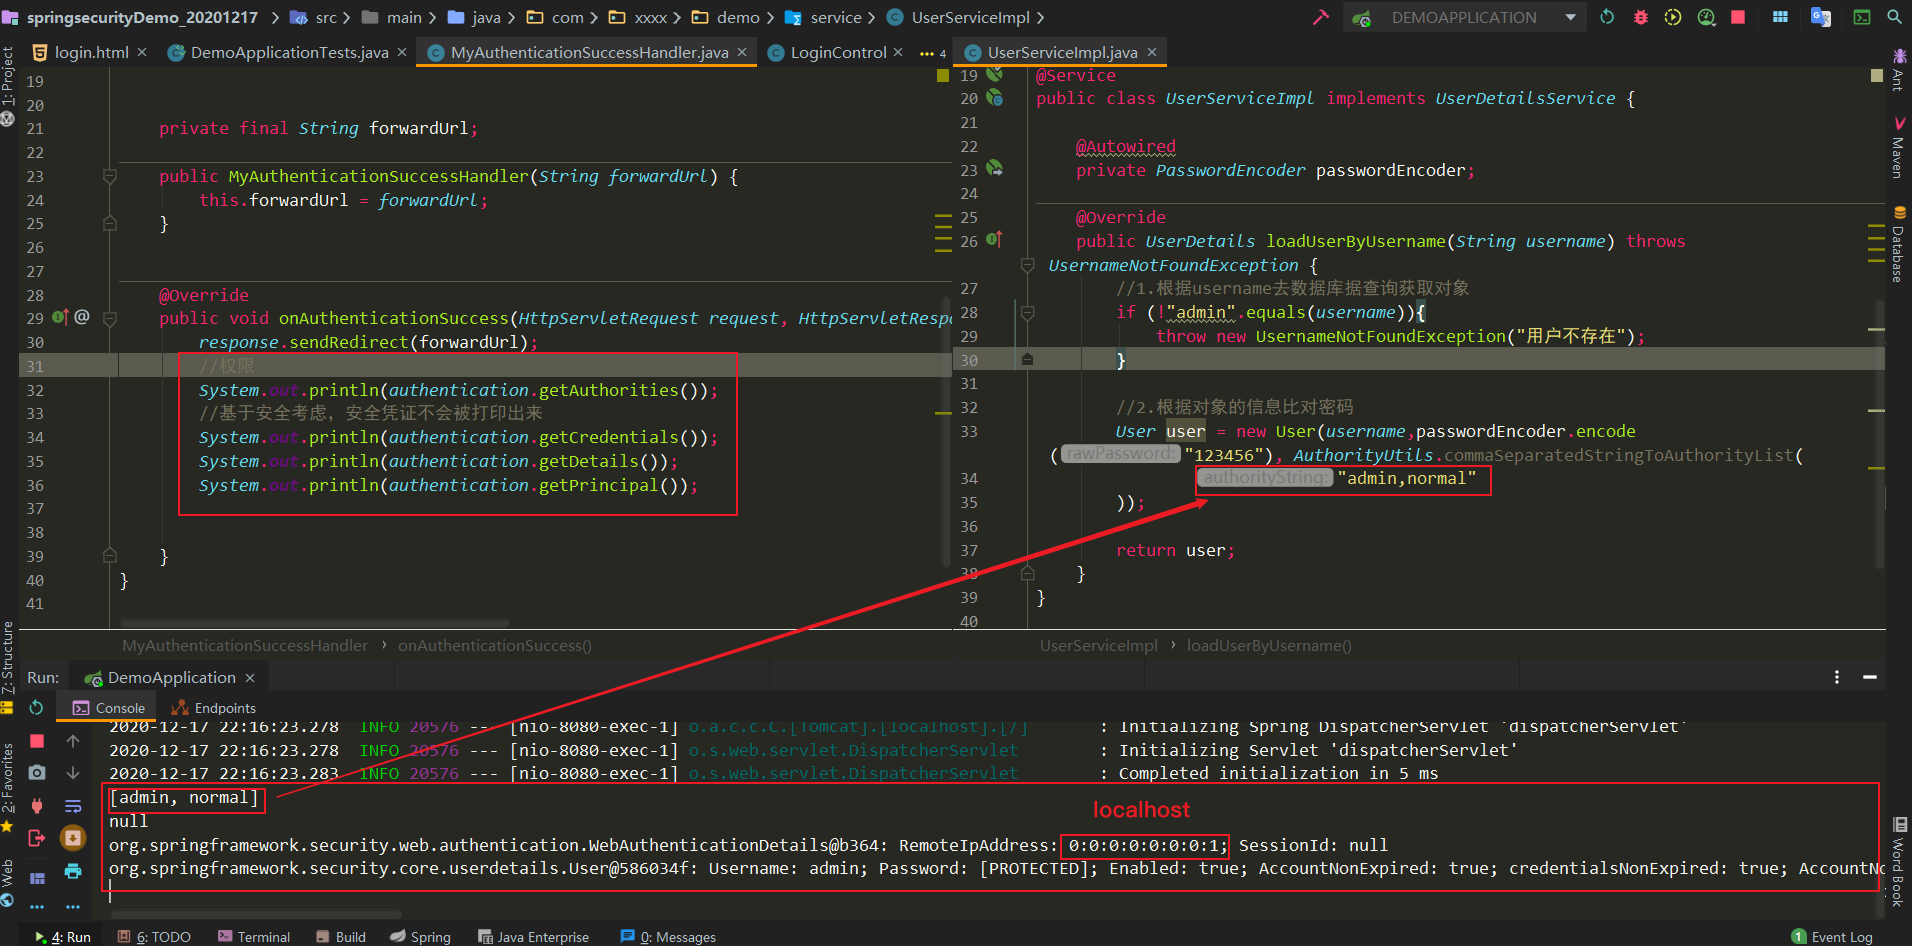 springsecurityDemo_20201217 src main java com xxxx demo service UserServiceImpl DEMOAPPLICATION
login.html DemoApplicationTests.java MyAuthenticationSuccessHandler.java LoginControl 4 UserServiceImpl.java
1: Project
7: Structure
2: Favorites
Web
19
20
21 private final String forwardUrl;
22
23 public MyAuthenticationSuccessHandler(String forwardUrl) {
24 this.forwardUrl = forwardUrl;
25 }
26
27
28 @Override
29 @ public void onAuthenticationSuccess(HttpServletRequest request, HttpServletRespo
30 response.sendRedirect(forwardUrl);
31 //权限
32 System.out.println(authentication.getAuthorities());
33 //基于安全考虑，安全凭证不会被打印出来
34 System.out.println(authentication.getCredentials());
35 System.out.println(authentication.getDetails());
36 System.out.println(authentication.getPrincipal());
37
38
39 }
40 }
41
MyAuthenticationSuccessHandler › onAuthenticationSuccess()
19 @Service
20 public class UserServiceImpl implements UserDetailsService {
21
22 @Autowired
23 private PasswordEncoder passwordEncoder;
24
25 @Override
26 public UserDetails loadUserByUsername(String username) throws
UsernameNotFoundException {
27 //1.根据username去数据库据查询获取对象
28 if (!"admin".equals(username)){
29 throw new UsernameNotFoundException("用户不存在");
30 }
31
32 //2.根据对象的信息比对密码
33 User user = new User(username,passwordEncoder.encode
( rawPassword: "123456"), AuthorityUtils.commaSeparatedStringToAuthorityList(
34 authorityString: "admin,normal"
35 ));
36
37 return user;
38 }
39 }
40
UserServiceImpl › loadUserByUsername()
Ant
Maven
Database
Word Book
Run: DemoApplication
Console Endpoints
2020-12-17 22:16:23.278 INFO 20576 --- [nio-8080-exec-1] o.a.c.c.C.[Tomcat].[localhost].[/] : Initializing Spring DispatcherServlet 'dispatcherServlet'
2020-12-17 22:16:23.278 INFO 20576 --- [nio-8080-exec-1] o.s.web.servlet.DispatcherServlet : Initializing Servlet 'dispatcherServlet'
2020-12-17 22:16:23.283 INFO 20576 --- [nio-8080-exec-1] o.s.web.servlet.DispatcherServlet : Completed initialization in 5 ms
[admin, normal]
localhost
null
org.springframework.security.web.authentication.WebAuthenticationDetails@b364: RemoteIpAddress: 0:0:0:0:0:0:0:1; SessionId: null
org.springframework.security.core.userdetails.User@586034f: Username: admin; Password: [PROTECTED]; Enabled: true; AccountNonExpired: true; credentialsNonExpired: true; AccountNo
4: Run 6: TODO Terminal Build Spring Java Enterprise 0: Messages 1 Event Log